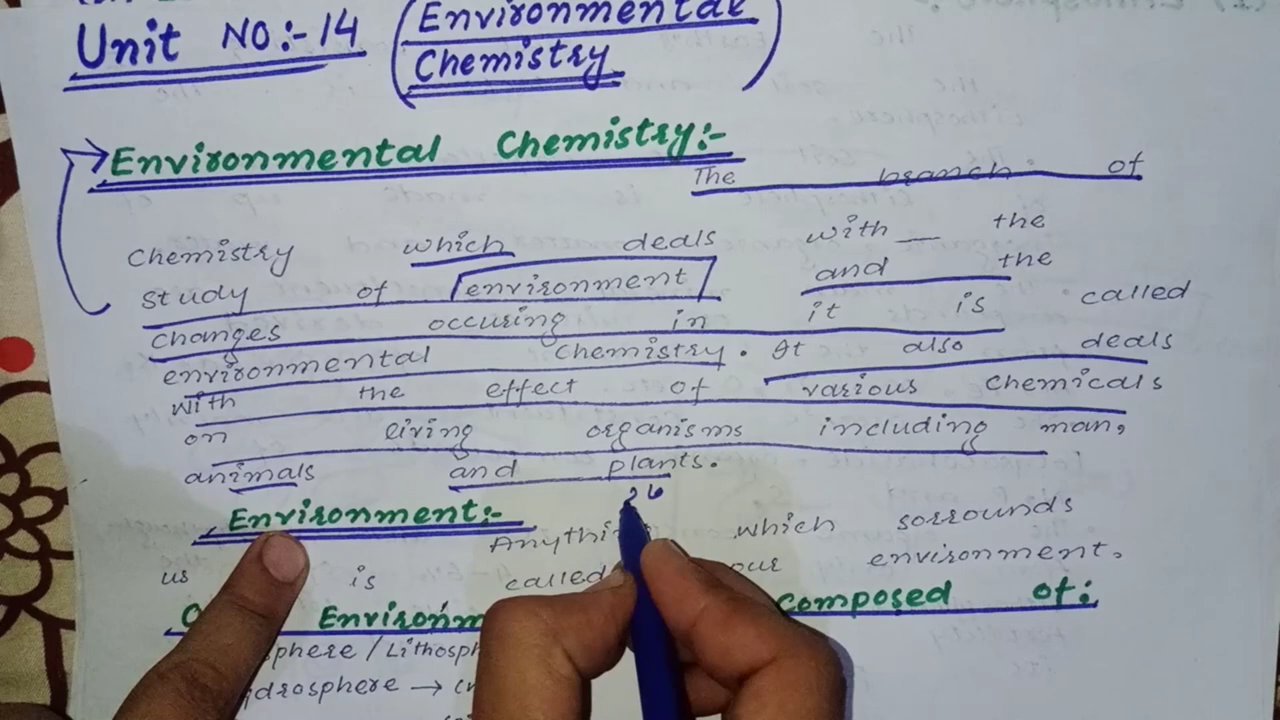 Unit NO:-14 (Environmental Chemistry)
Environmental Chemistry:-
The branch of
Chemistry which deals with the
study of environment and the
changes occuring in it is called
environmental chemistry. It also deals
with the effect of various chemicals
on living organisms including man,
animals and plants.
Environment:-
which sorrounds
us is called our environment.
composed of:
sphere / Lithosph
drosphere →